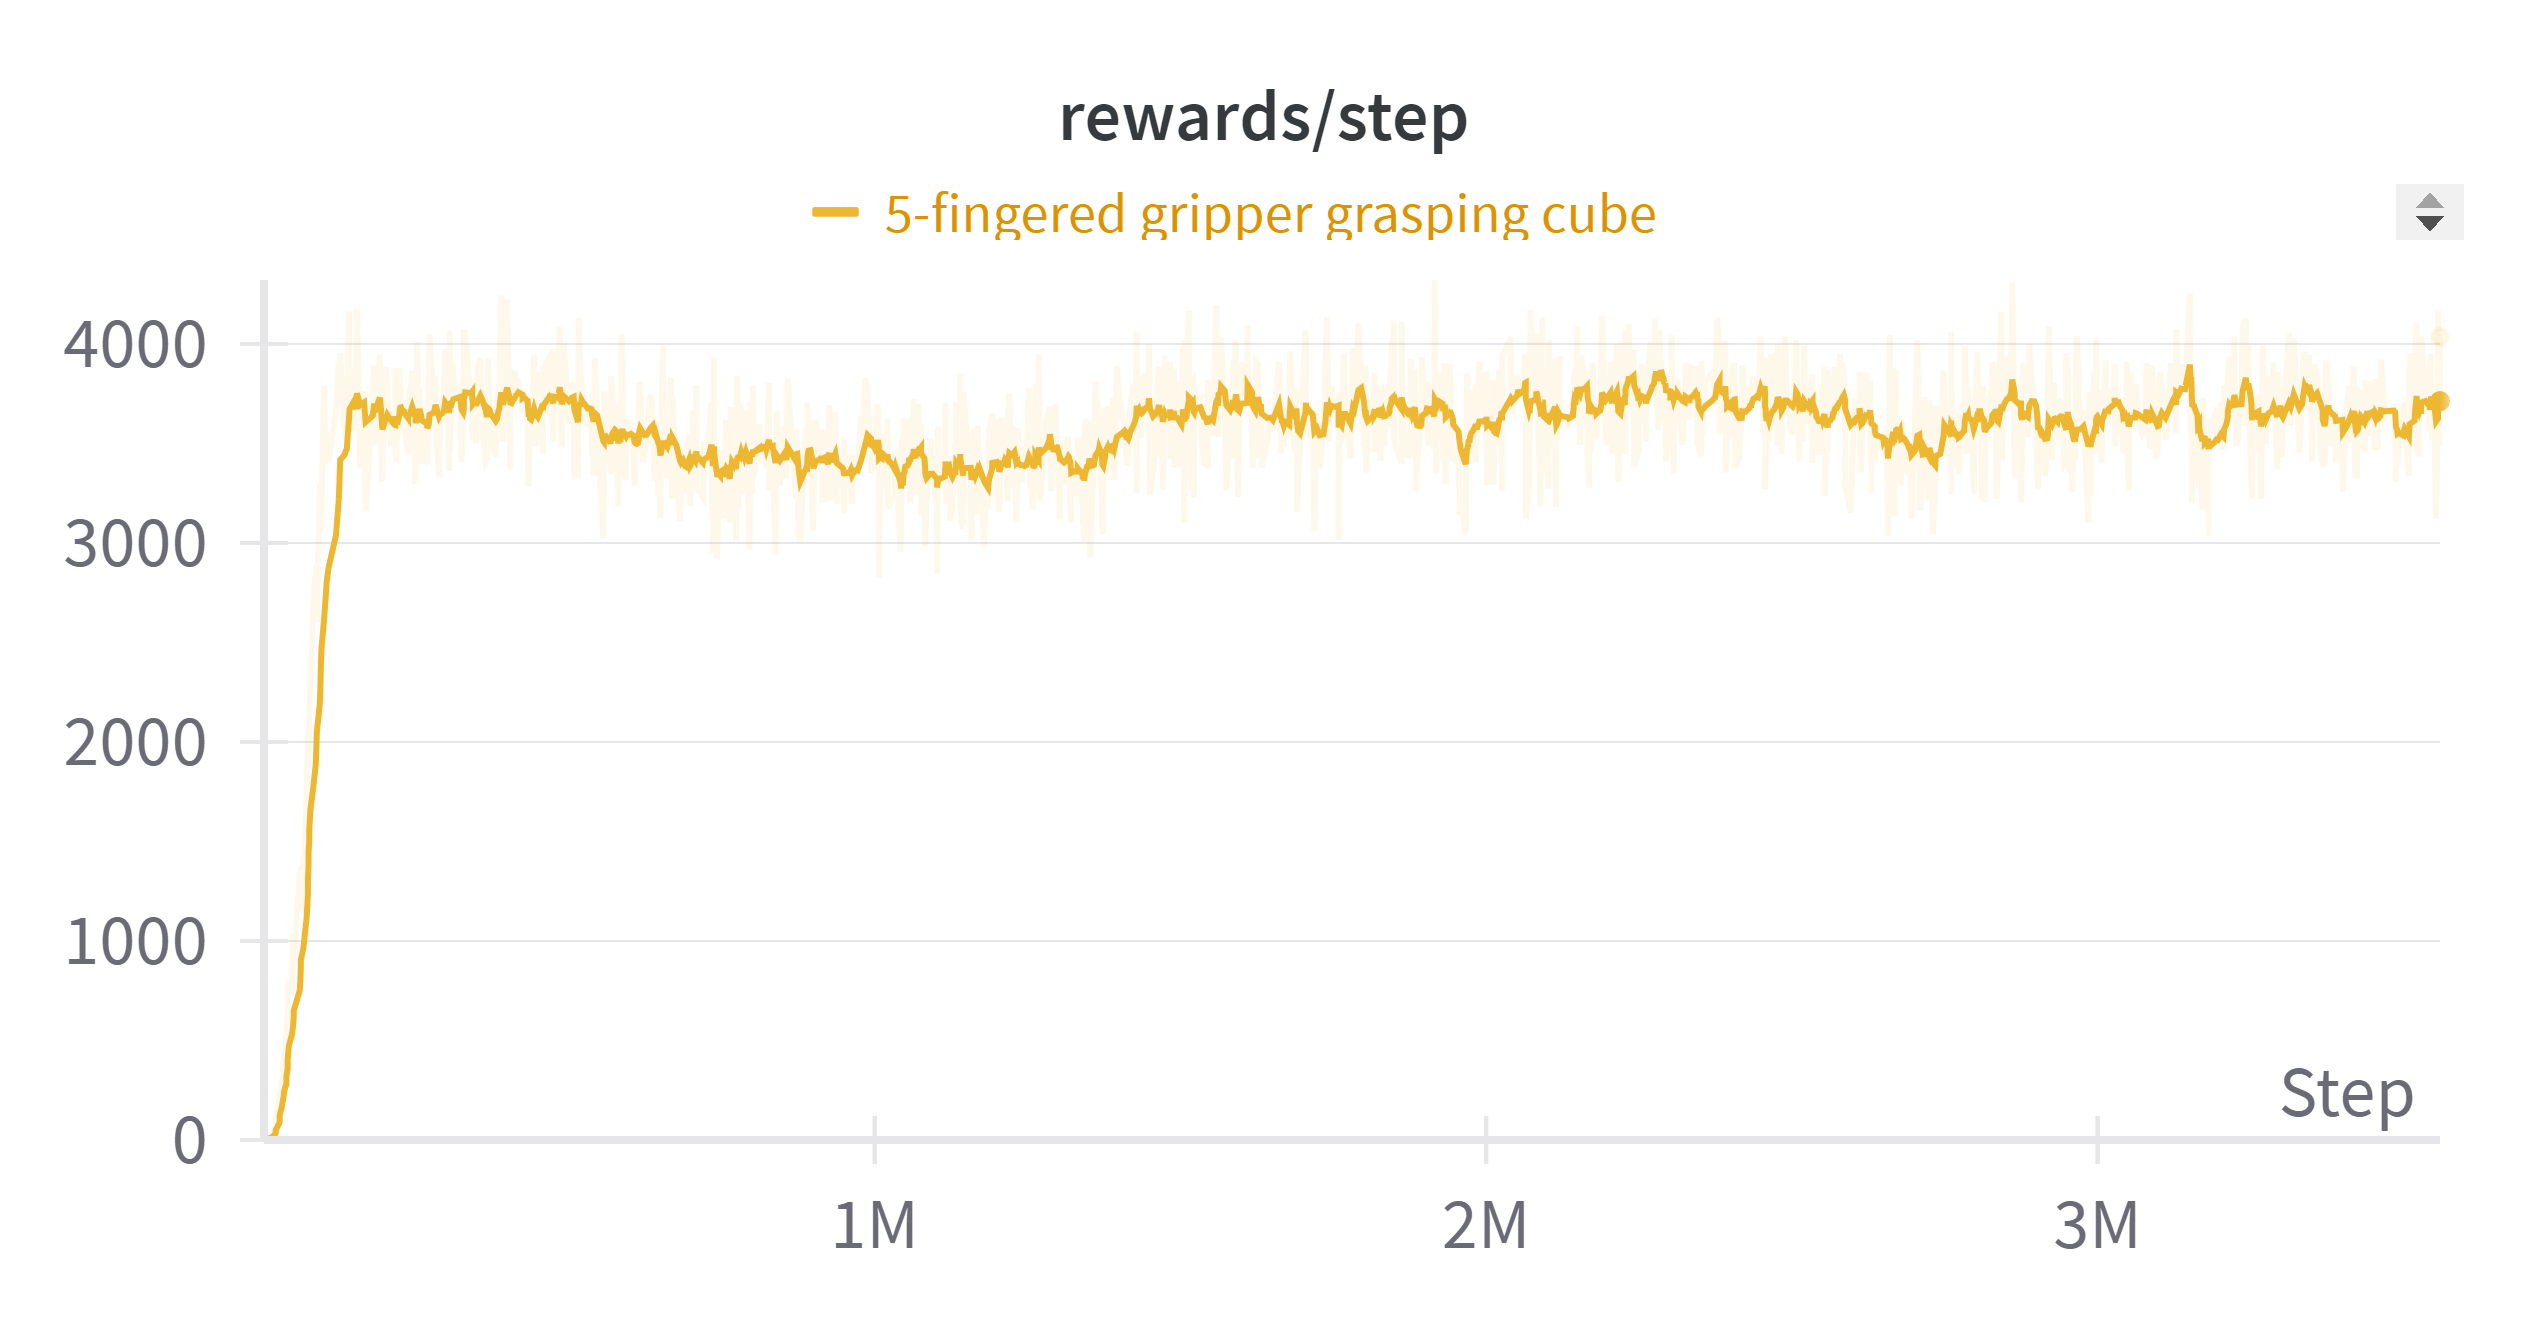 rewards/step
5-fingered gripper grasping cube
4000
3000
2000
1000
0
Step
1M 2M 3M